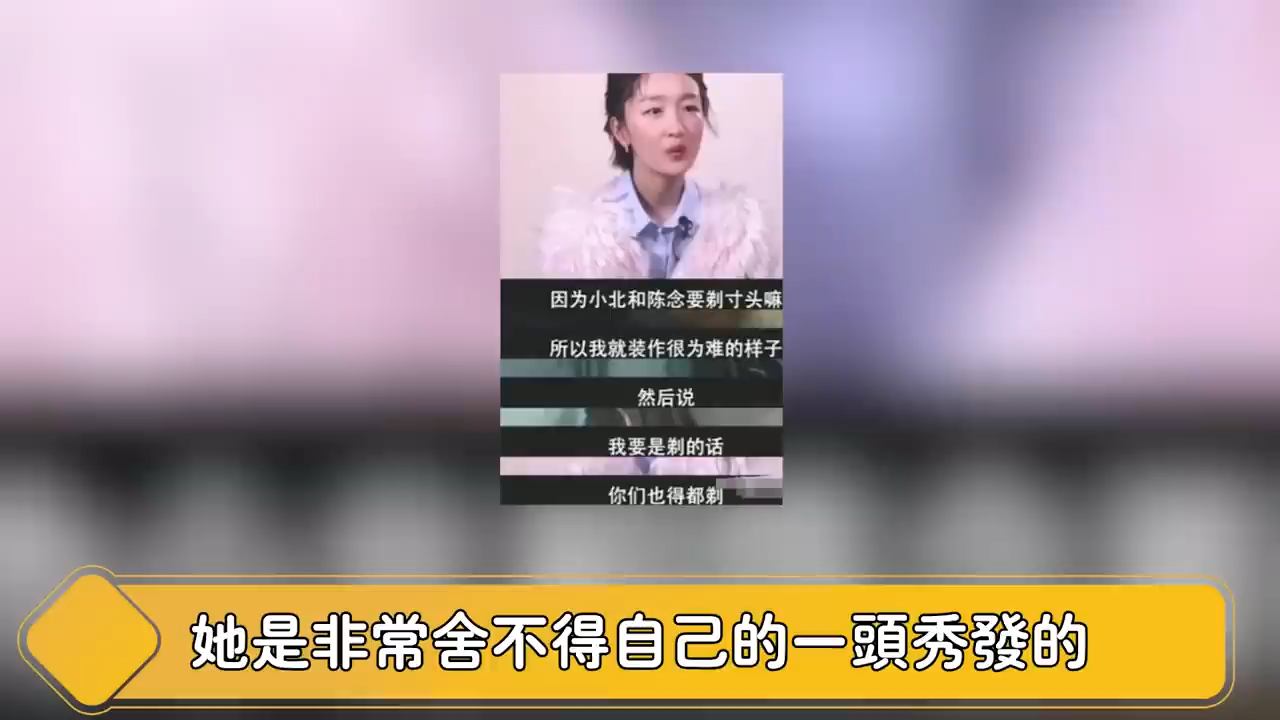 因为小北和陈念要剃寸头嘛
所以我就装作很为难的样子
然后说
我要是剃的话
你们也得都剃
她是非常舍不得自己的一頭秀發的